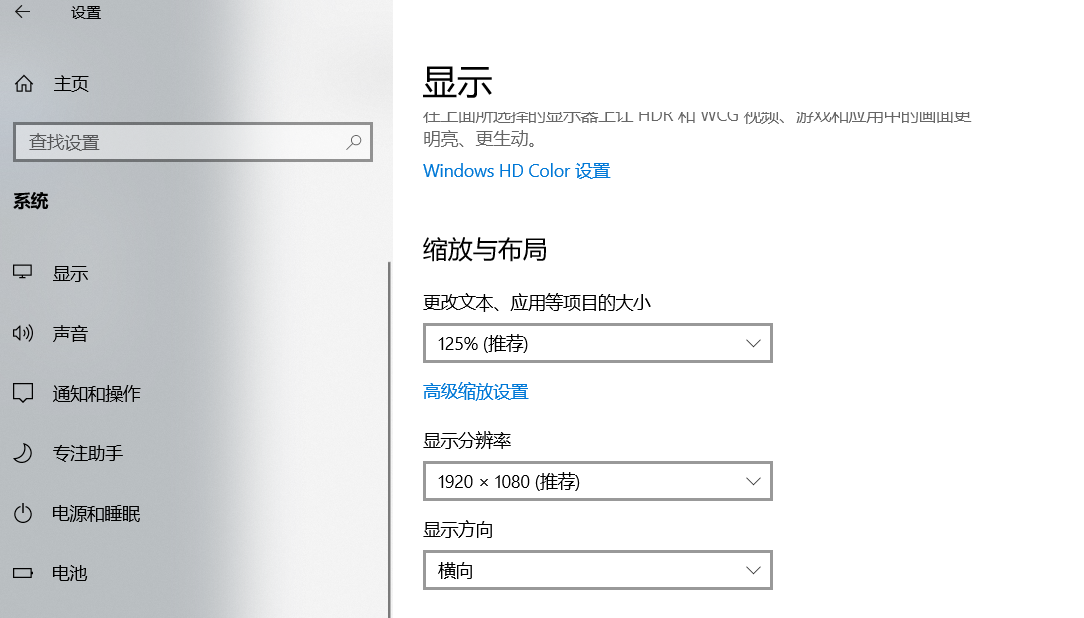 设置
主页
查找设置
系统
显示
声音
通知和操作
专注助手
电源和睡眠
电池
显示
在上面所选择的显示器上让 HDR 和 WCG 视频、游戏和应用中的画面更
明亮、更生动。
Windows HD Color 设置
缩放与布局
更改文本、应用等项目的大小
125% (推荐)
高级缩放设置
显示分辨率
1920 × 1080 (推荐)
显示方向
横向